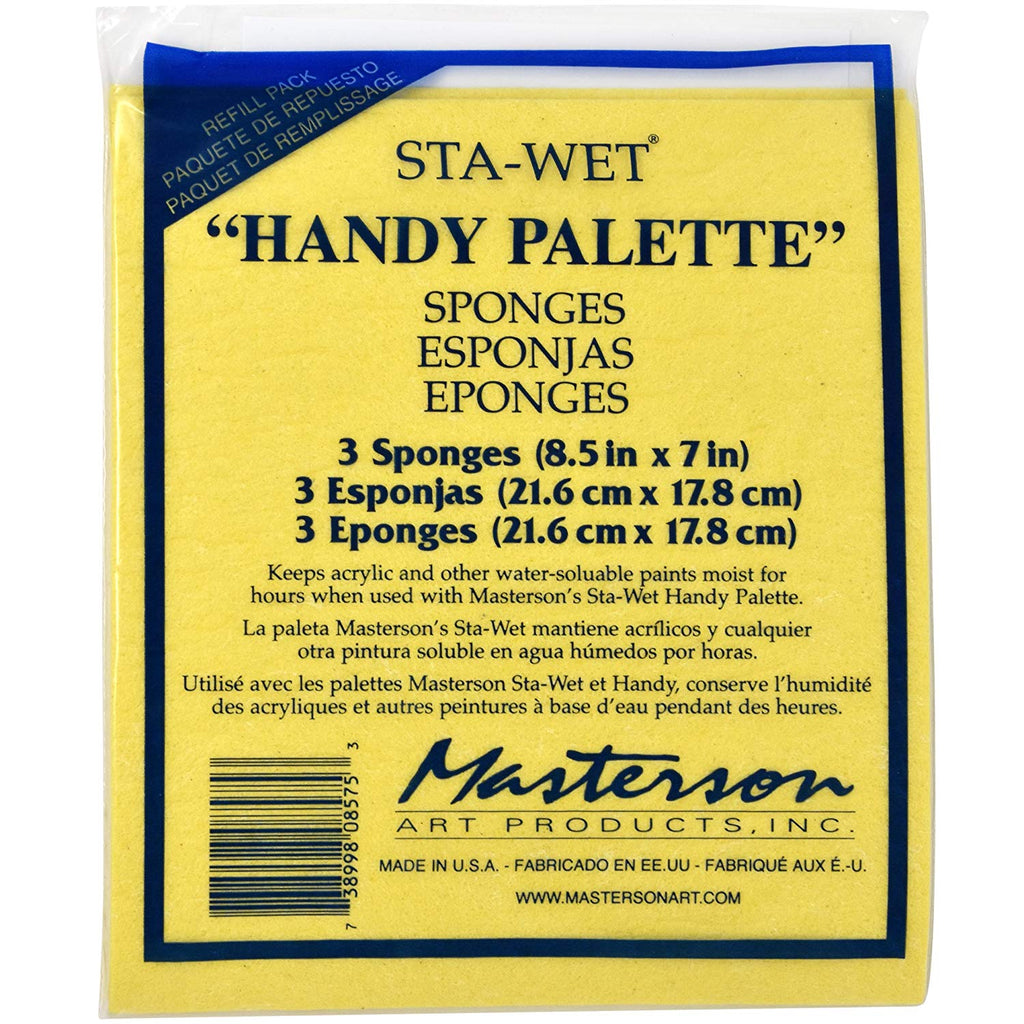 REFILL PACK
PAQUETE DE REPUESTO
PAQUET DE REMPLISSAGE
STA-WET®
“HANDY PALETTE”
SPONGES
ESPONJAS
EPONGES
3 Sponges (8.5 in x 7 in)
3 Esponjas (21.6 cm x 17.8 cm)
3 Eponges (21.6 cm x 17.8 cm)
Keeps acrylic and other water-soluable paints moist for
hours when used with Masterson's Sta-Wet Handy Palette.
La paleta Masterson's Sta-Wet mantiene acrílicos y cualquier
otra pintura soluble en agua húmedos por horas.
Utilisé avec les palettes Masterson Sta-Wet et Handy, conserve l'humidité
des acryliques et autres peintures à base d'eau pendant des heures.
7 38998 08575 3
Masterson
ART PRODUCTS, INC.
MADE IN U.S.A. - FABRICADO EN EE.UU - FABRIQUÉ AUX É.-U.
WWW.MASTERSONART.COM